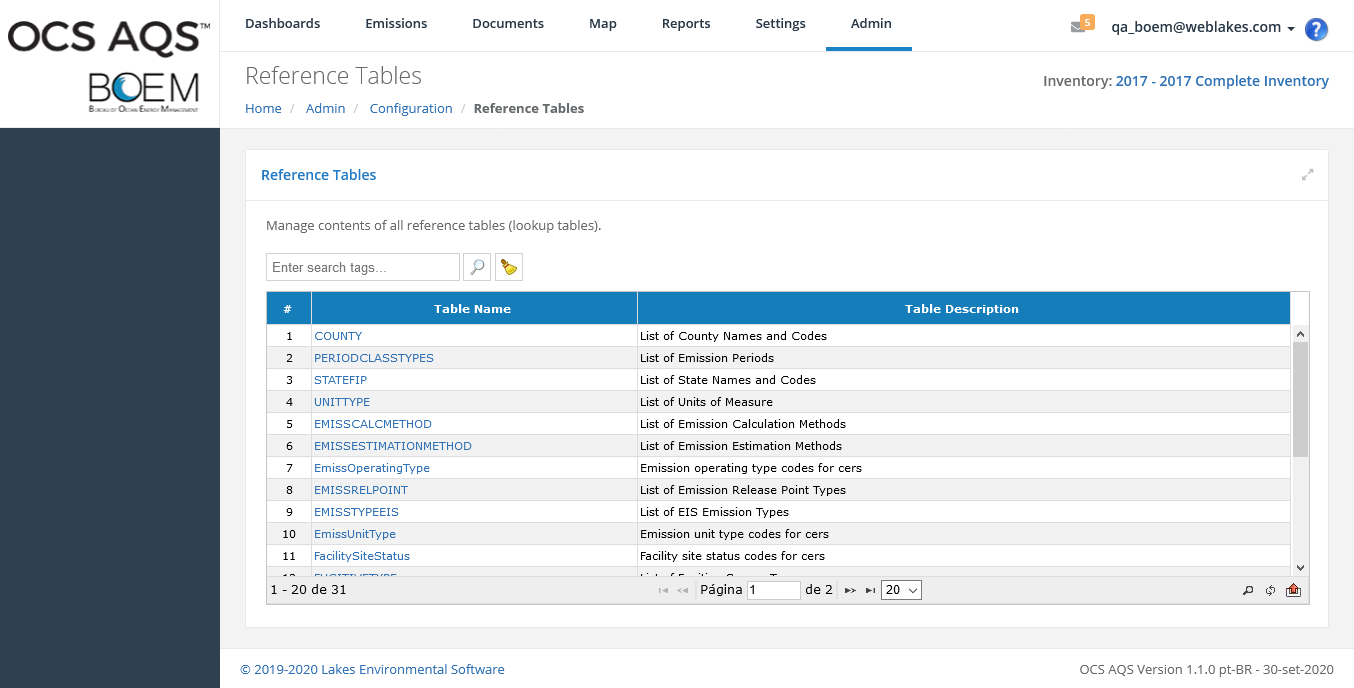 OCS AQS™
BOEM
Bureau of Ocean Energy Management
Dashboards Emissions Documents Map Reports Settings Admin
5 qa_boem@weblakes.com ?
Reference Tables
Inventory: 2017 - 2017 Complete Inventory
Home / Admin / Configuration / Reference Tables
Reference Tables
Manage contents of all reference tables (lookup tables).
Enter search tags...
# Table Name Table Description
1 COUNTY List of County Names and Codes
2 PERIODCLASSTYPES List of Emission Periods
3 STATEFIP List of State Names and Codes
4 UNITTYPE List of Units of Measure
5 EMISSCALCMETHOD List of Emission Calculation Methods
6 EMISSESTIMATIONMETHOD List of Emission Estimation Methods
7 EmissOperatingType Emission operating type codes for cers
8 EMISSRELPOINT List of Emission Release Point Types
9 EMISSTYPEEIS List of EIS Emission Types
10 EmissUnitType Emission unit type codes for cers
11 FacilitySiteStatus Facility site status codes for cers
1 - 20 de 31 Página 1 de 2 20
© 2019-2020 Lakes Environmental Software
OCS AQS Version 1.1.0 pt-BR - 30-set-2020